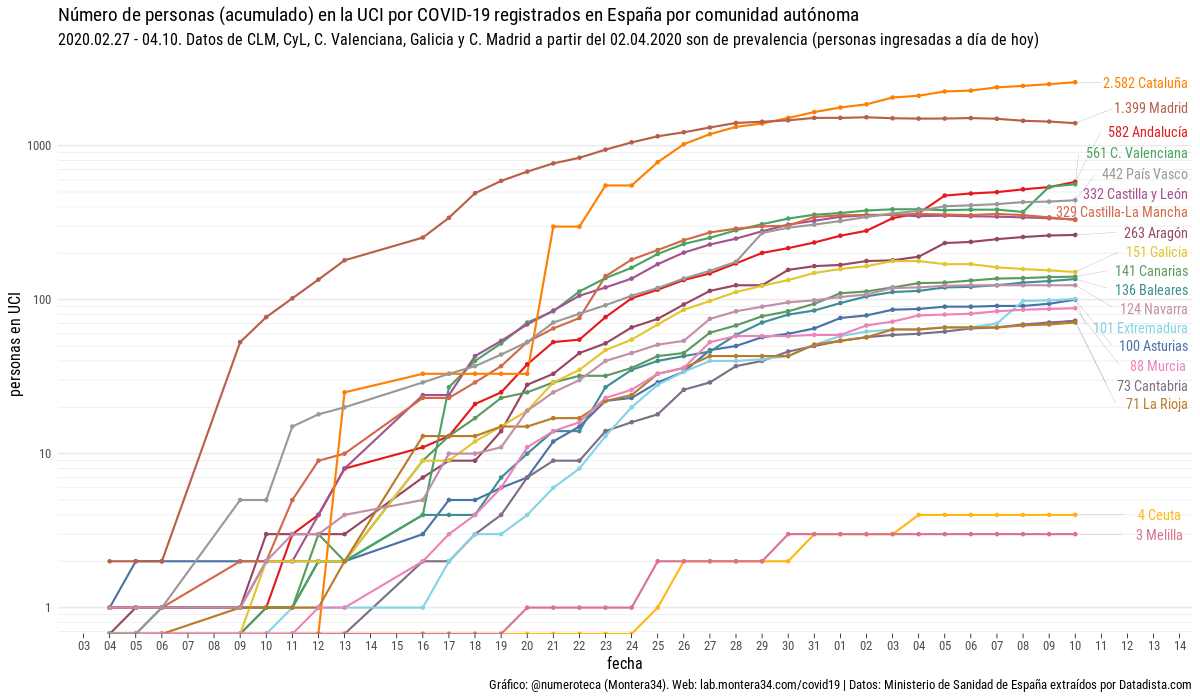 Número de personas (acumulado) en la UCI por COVID-19 registrados en España por comunidad autónoma
2020.02.27 - 04.10. Datos de CLM, CyL, C. Valenciana, Galicia y C. Madrid a partir del 02.04.2020 son de prevalencia (personas ingresadas a día de hoy)
personas en UCI
1000
100
10
1
2.582 Cataluña
1.399 Madrid
582 Andalucía
561 C. Valenciana
442 País Vasco
332 Castilla y León
329 Castilla-La Mancha
263 Aragón
151 Galicia
141 Canarias
136 Baleares
124 Navarra
101 Extremadura
100 Asturias
88 Murcia
73 Cantabria
71 La Rioja
4 Ceuta
3 Melilla
03 04 05 06 07 08 09 10 11 12 13 14 15 16 17 18 19 20 21 22 23 24 25 26 27 28 29 30 31 01 02 03 04 05 06 07 08 09 10 11 12 13 14
fecha
Gráfico: @numeroteca (Montera34). Web: lab.montera34.com/covid19 | Datos: Ministerio de Sanidad de España extraídos por Datadista.com